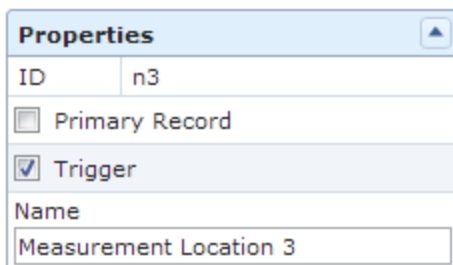 Properties
ID n3
Primary Record
Trigger
Name
Measurement Location 3